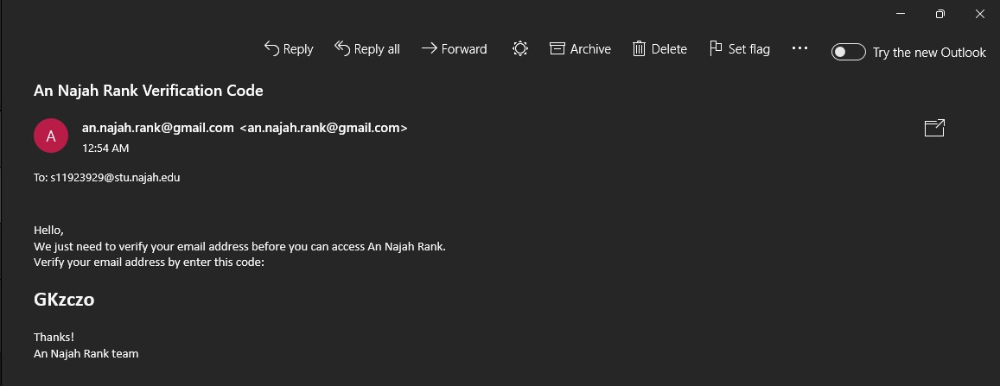 Reply
Reply all
Forward
Archive
Delete
Set flag
Try the new Outlook
An Najah Rank Verification Code
A
an.najah.rank@gmail.com <an.najah.rank@gmail.com>
12:54 AM
To: s11923929@stu.najah.edu
Hello,
We just need to verify your email address before you can access An Najah Rank.
Verify your email address by enter this code:
GKzczo
Thanks!
An Najah Rank team